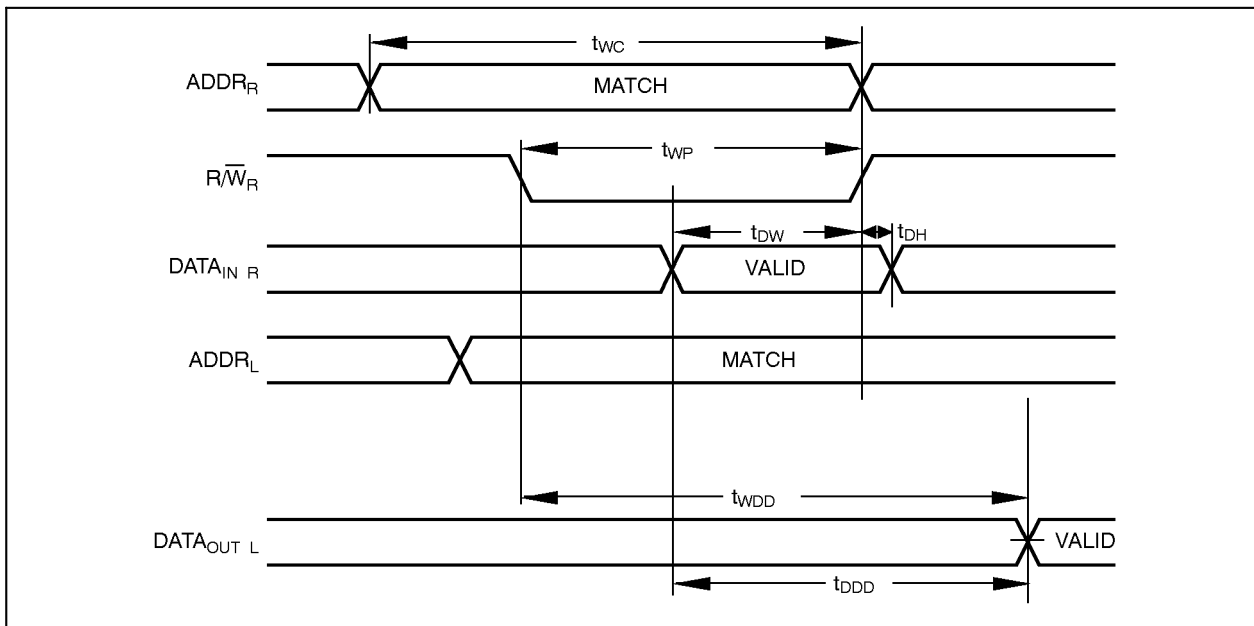 tWC
ADDRR MATCH
tWP
R/W̅R
tDW tDH
DATAIN R VALID
ADDRL MATCH
tWDD
DATAOUT L VALID
tDDD